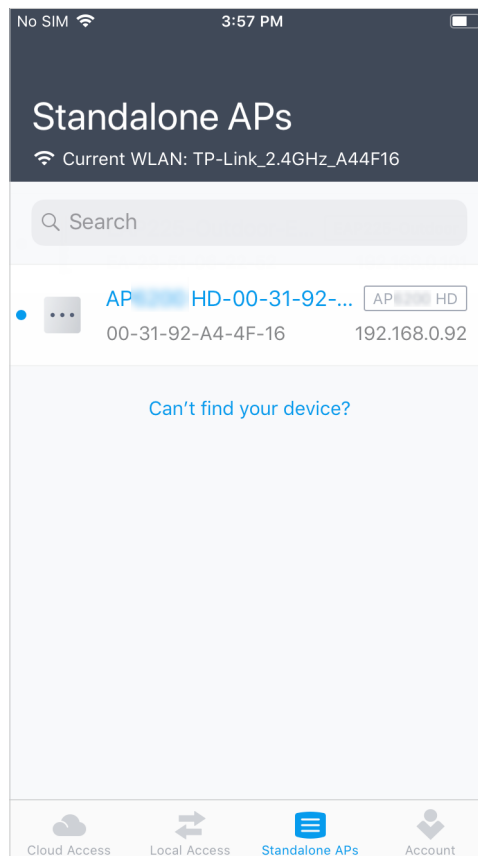 No SIM 3:57 PM
Standalone APs
Current WLAN: TP-Link_2.4GHz_A44F16
Search
AP HD-00-31-92-... AP HD
00-31-92-A4-4F-16 192.168.0.92
Can't find your device?
Cloud Access Local Access Standalone APs Account